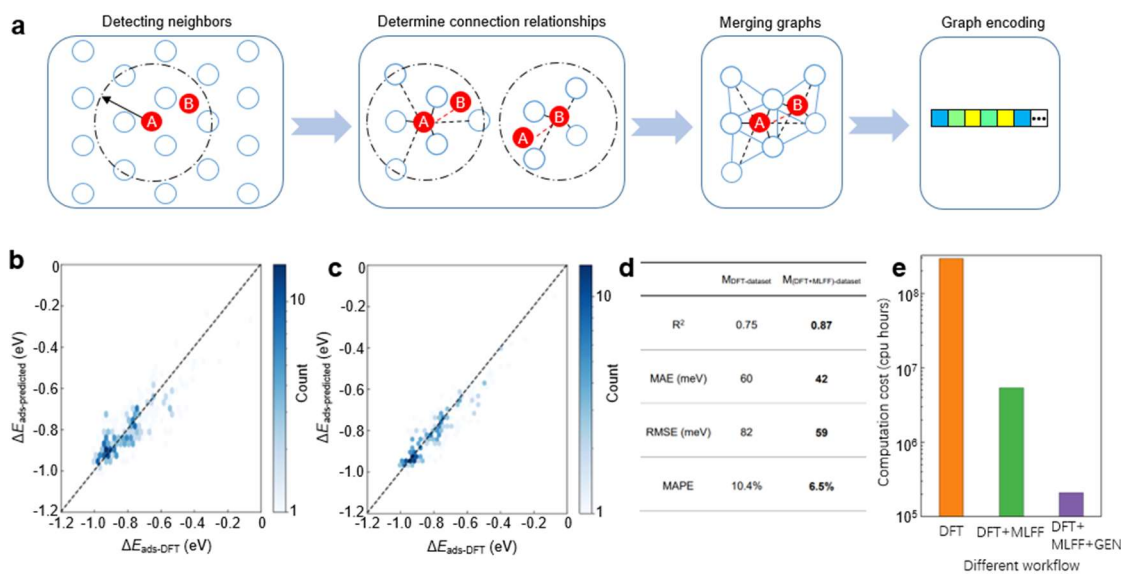 a
Detecting neighbors
Determine connection relationships
Merging graphs
Graph encoding
A
B
A
B
A
B
A
B
b
0
-0.2
-0.4
-0.6
-0.8
-1.0
-1.2
-1.2
-1.0
-0.8
-0.6
-0.4
-0.2
0
ΔEads-predicted (eV)
ΔEads-DFT (eV)
10
1
Count
c
0
-0.2
-0.4
-0.6
-0.8
-1.0
-1.2
-1.2
-1.0
-0.8
-0.6
-0.4
-0.2
0
ΔEads-predicted (eV)
ΔEads-DFT (eV)
10
1
Count
d
MDFT-dataset M(DFT+MLFF)-dataset
R² 0.75 0.87
MAE (meV) 60 42
RMSE (meV) 82 59
MAPE 10.4% 6.5%
e
Computation cost (cpu hours)
10⁸
10⁷
10⁶
10⁵
DFT
DFT+MLFF
DFT+
MLFF+GEN
Different workflow